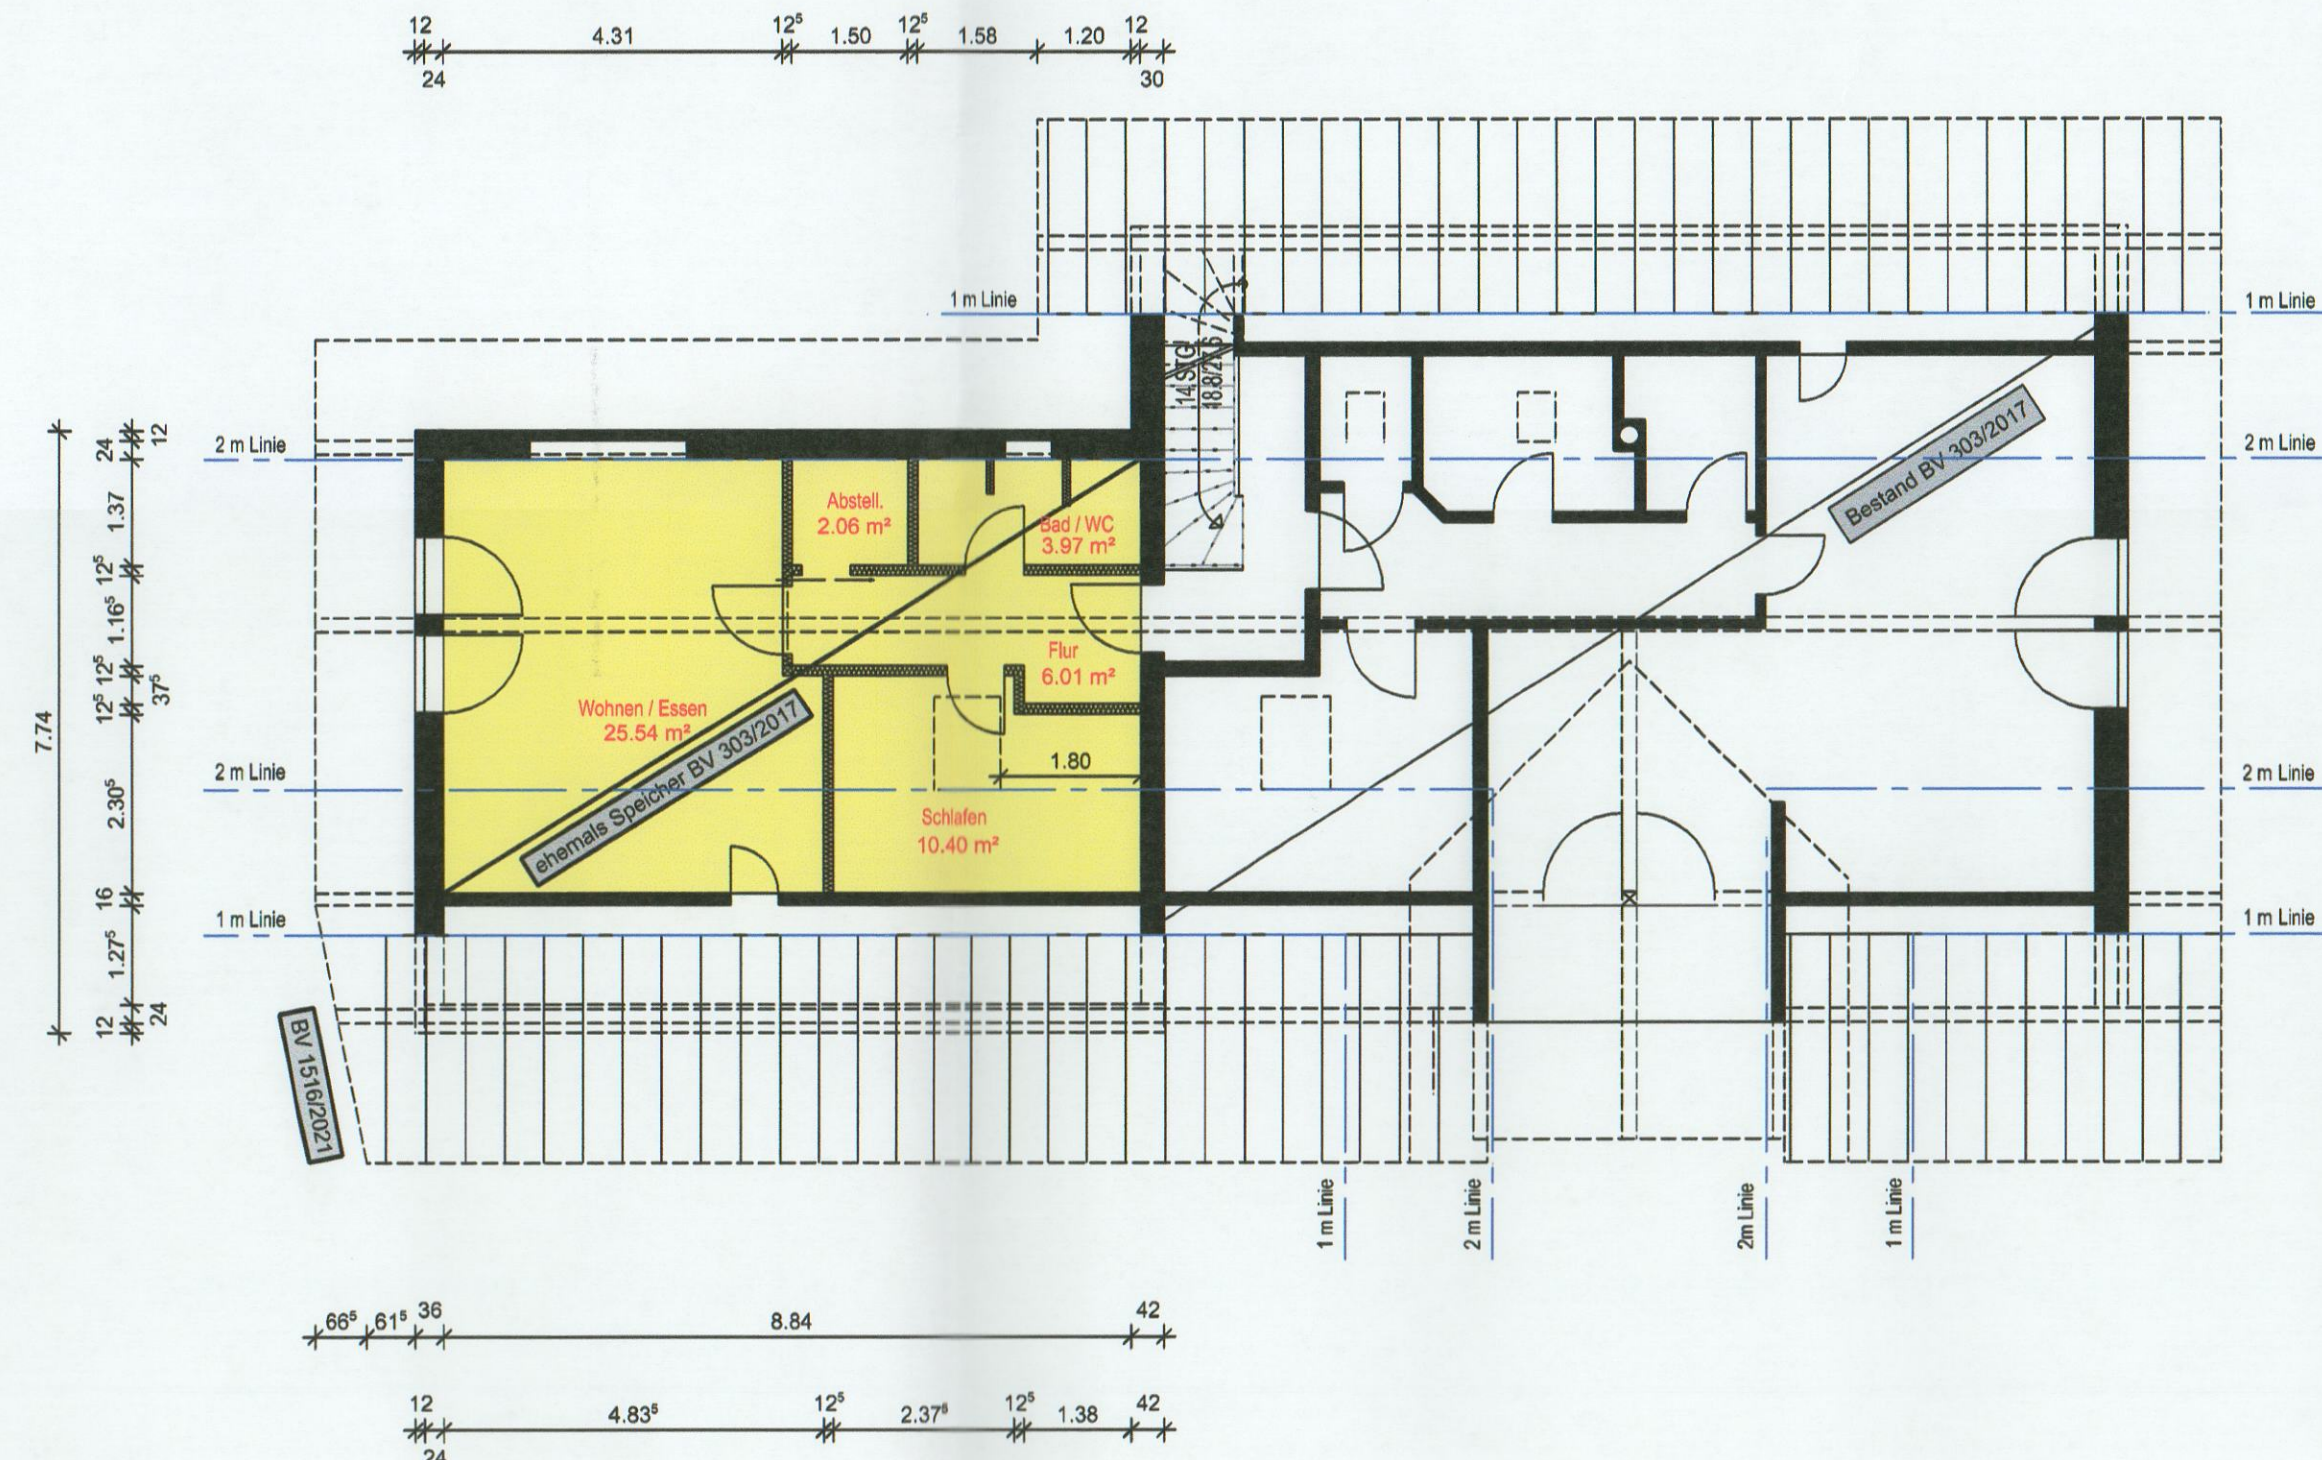 12 12⁵ 12⁵ 12
4.31 1.50 1.58 1.20
24 30
1 m Linie 1 m Linie
14 STG
2 m Linie 2 m Linie
Bestand BV 303/2017
Abstell.
2.06 m²
Bad / WC
3.97 m²
Flur
6.01 m²
Wohnen / Essen
25.54 m²
ehemals Speicher BV 303/2017
1.80
2 m Linie 2 m Linie
Schlafen
10.40 m²
1 m Linie 1 m Linie
7.74
24
1.37
12⁵
1.16⁵
12⁵
12⁵
2.30⁵
16
1.27⁵
12
12
37⁵
24
BV 1516/2021
1 m Linie
2 m Linie
2m Linie
1 m Linie
66⁵ 61⁵ 36 8.84 42
12 12⁵ 12⁵ 42
4.83⁵ 2.37⁵ 1.38
24